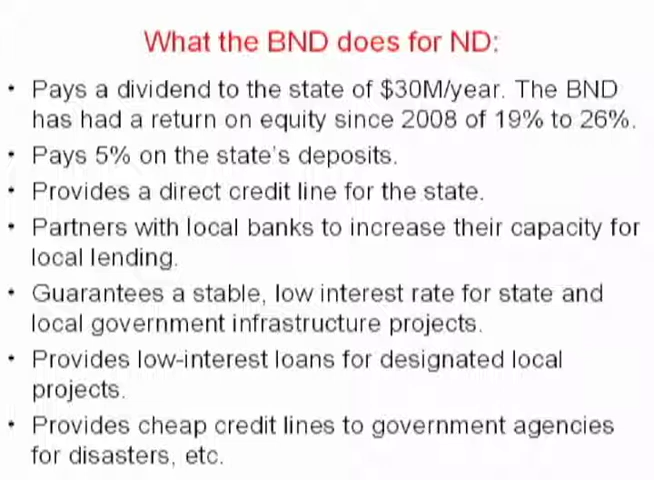 What the BND does for ND:
• Pays a dividend to the state of $30M/year. The BND
has had a return on equity since 2008 of 19% to 26%.
• Pays 5% on the state's deposits.
• Provides a direct credit line for the state.
• Partners with local banks to increase their capacity for
local lending.
• Guarantees a stable, low interest rate for state and
local government infrastructure projects.
• Provides low-interest loans for designated local
projects.
• Provides cheap credit lines to government agencies
for disasters, etc.